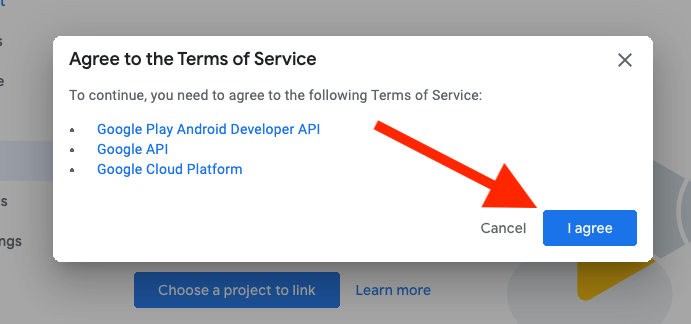 Agree to the Terms of Service
To continue, you need to agree to the following Terms of Service:
• Google Play Android Developer API
• Google API
• Google Cloud Platform
Cancel
I agree
Choose a project to link
Learn more